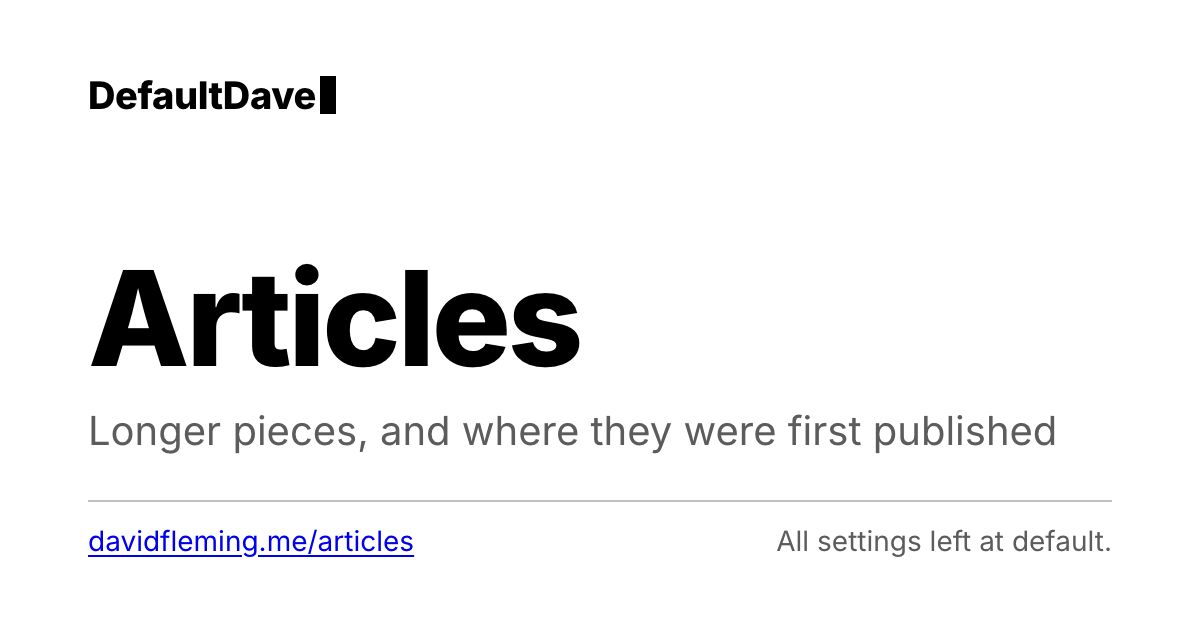 DefaultDave
Articles
Longer pieces, and where they were first published
davidfleming.me/articles
All settings left at default.